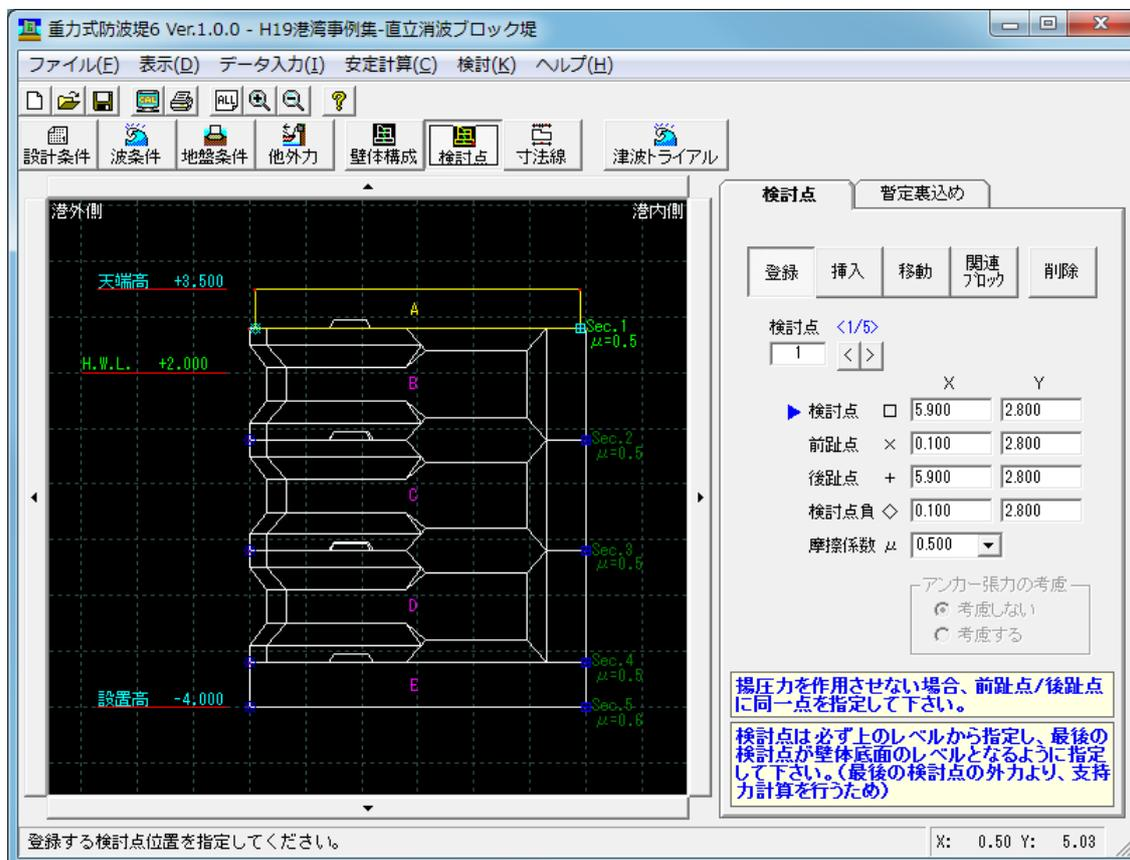 重力式防波堤6 Ver.1.0.0 - H19港湾事例集-直立消波ブロック堤
ファイル(F) 表示(D) データ入力(I) 安定計算(C) 検討(K) ヘルプ(H)
CAL ALL ?
設計条件 波条件 地盤条件 他外力 壁体構成 検討点 寸法線 津波トライアル
港外側 港内側
天端高 +3.500
A
Sec.1
μ=0.5
H.W.L. +2.000
B
Sec.2
μ=0.5
C
Sec.3
μ=0.5
D
Sec.4
μ=0.6
E
設置高 -4.000
Sec.5
μ=0.6
検討点 暫定裏込め
登録 挿入 移動 関連ブロック 削除
検討点 <1/5>
1 < >
X Y
検討点 □ 5.900 2.800
前趾点 × 0.100 2.800
後趾点 + 5.900 2.800
検討点負 ◇ 0.100 2.800
摩擦係数 μ 0.500
アンカー張力の考慮
考慮しない
考慮する
揚圧力を作用させない場合、前趾点/後趾点
に同一点を指定して下さい。
検討点は必ず上のレベルから指定し、最後の
検討点が壁体底面のレベルとなるように指定
して下さい。(最後の検討点の外力より、支持
力計算を行うため)
登録する検討点位置を指定してください。
X: 0.50 Y: 5.03